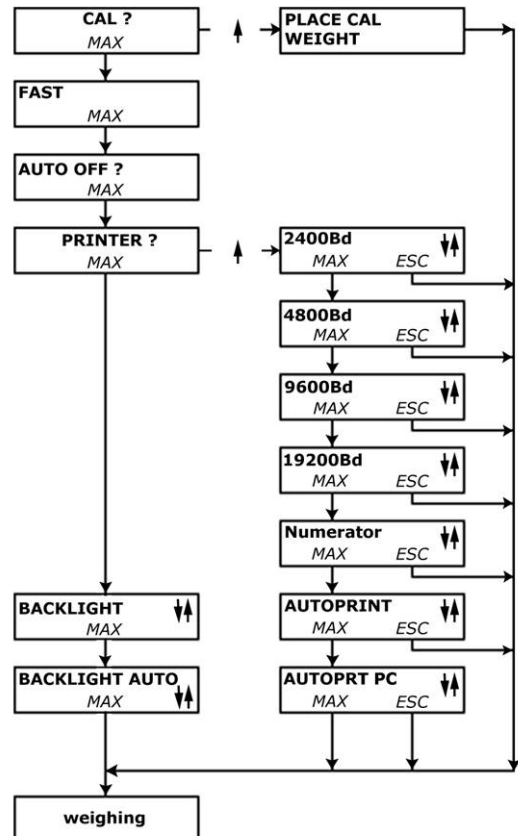 CAL ?
MAX
PLACE CAL
WEIGHT
FAST
MAX
AUTO OFF ?
MAX
PRINTER ?
MAX
2400Bd
MAX ESC
4800Bd
MAX ESC
9600Bd
MAX ESC
19200Bd
MAX ESC
Numerator
MAX ESC
BACKLIGHT
MAX
AUTOPRINT
MAX ESC
BACKLIGHT AUTO
MAX
AUTOPRT PC
MAX ESC
weighing